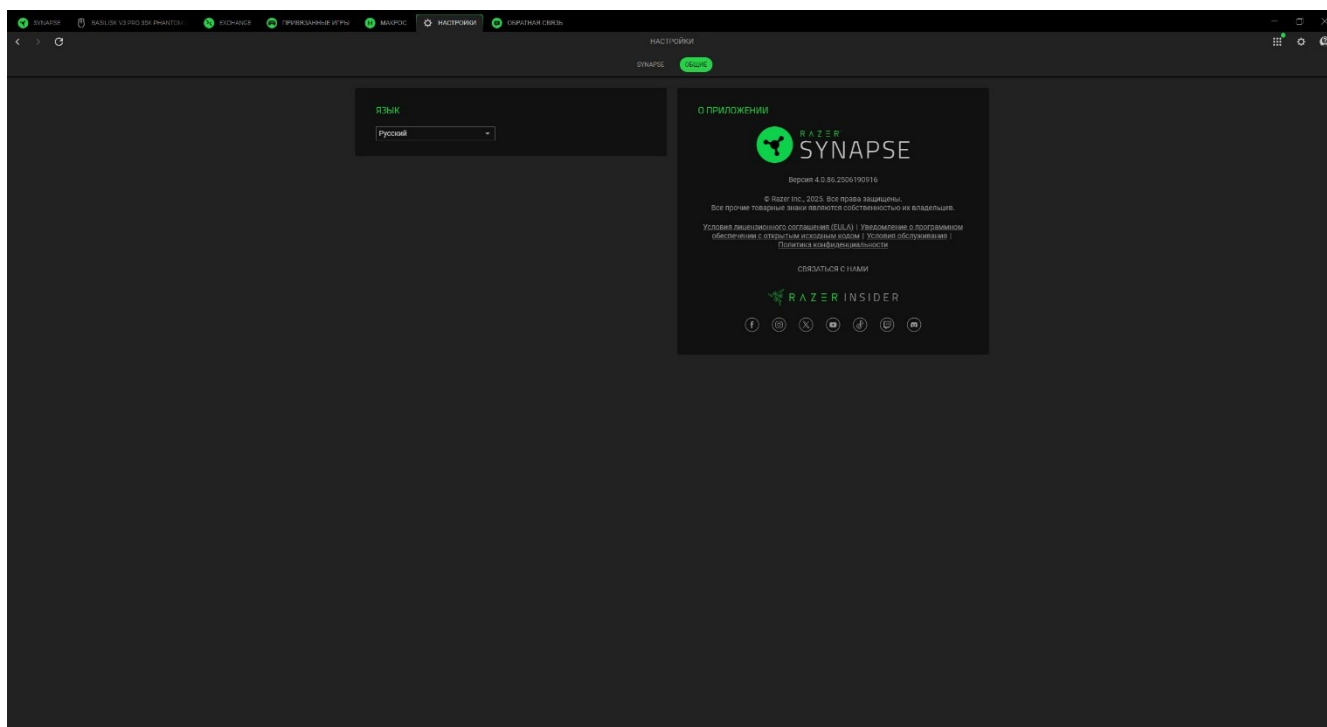 SYNAPSE
BASILISK V3 PRO 35K PHANTOM
EXCHANGE
ПРИВЯЗАННЫЕ ИГРЫ
МАКРОС
НАСТРОЙКИ
ОБРАТНАЯ СВЯЗЬ
НАСТРОЙКИ
SYNAPSE
ОБЩИЕ
ЯЗЫК
Русский
О ПРИЛОЖЕНИИ
RAZER
SYNAPSE
Версия 4.0.86.2506190916
© Razer Inc., 2025. Все права защищены.
Все прочие товарные знаки являются собственностью их владельцев.
Условия лицензионного соглашения (EULA) | Уведомление о программном
обеспечении с открытым исходным кодом | Условия обслуживания |
Политика конфиденциальности
СВЯЗАТЬСЯ С НАМИ
RAZER INSIDER